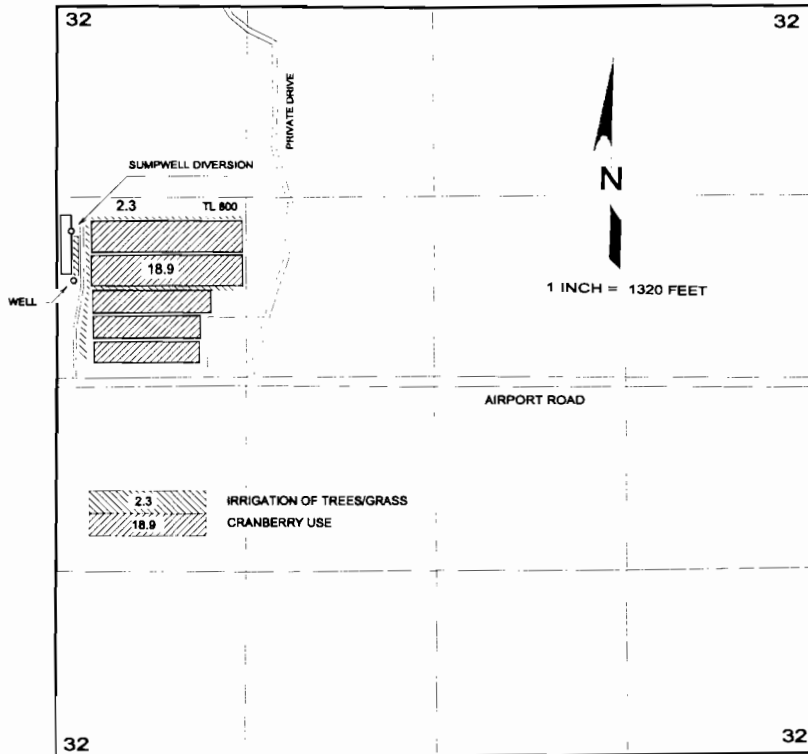 32
32
PRIVATE DRIVE
SUMPWELL DIVERSION
N
2.3
TL 800
18.9
1 INCH = 1320 FEET
WELL
AIRPORT ROAD
2.3 IRRIGATION OF TREES/GRASS
18.9 CRANBERRY USE
32
32